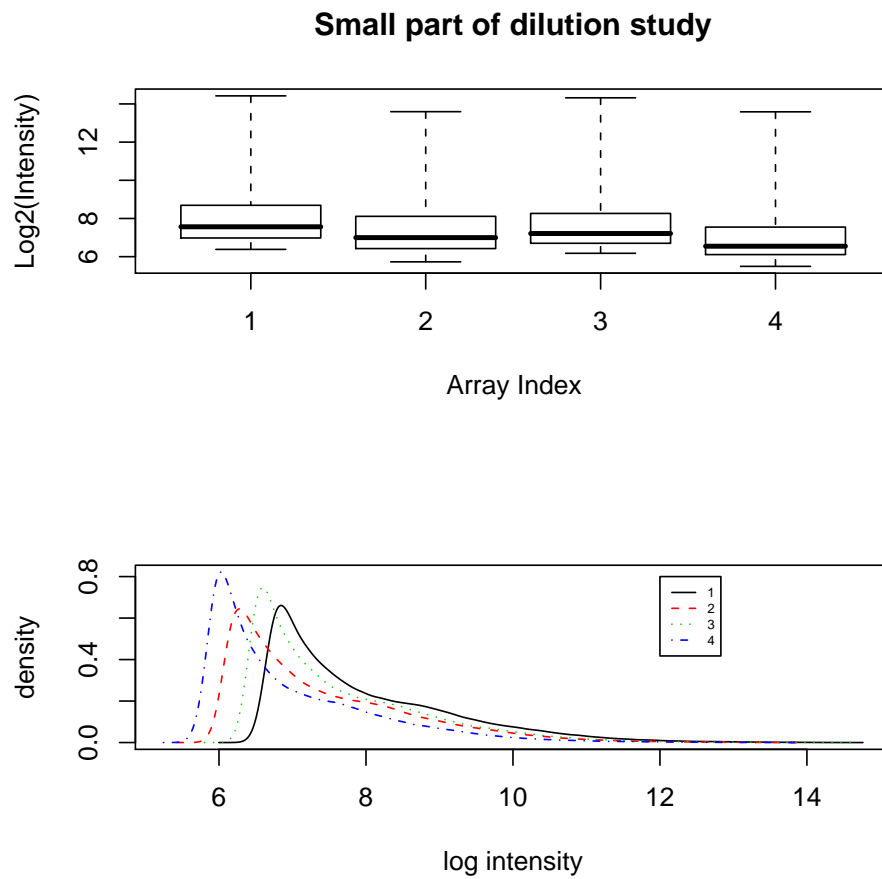 Small part of dilution study
Log2(Intensity)
12
8
6
1 2 3 4
Array Index
density
0.8
0.4
0.0
1
2
3
4
6 8 10 12 14
log intensity